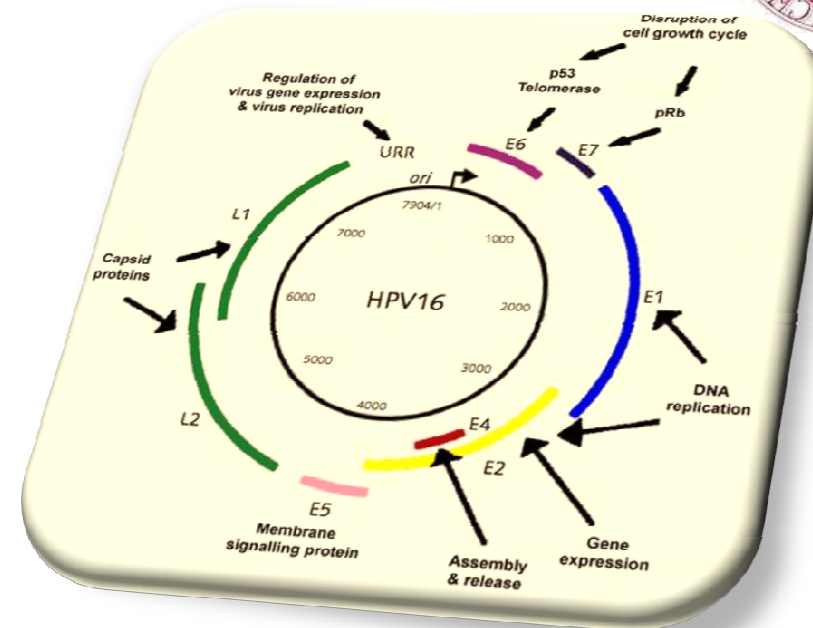 Disruption of
cell growth cycle
p53
Telomerase
pRb
Regulation of
virus gene expression
& virus replication
URR
E6
E7
ori
7904/1
L1
7000
1000
Capsid
proteins
6000
HPV16
2000
E1
5000
3000
4000
DNA
replication
L2
E4
E2
E5
Membrane
signalling protein
Gene
expression
Assembly
& release